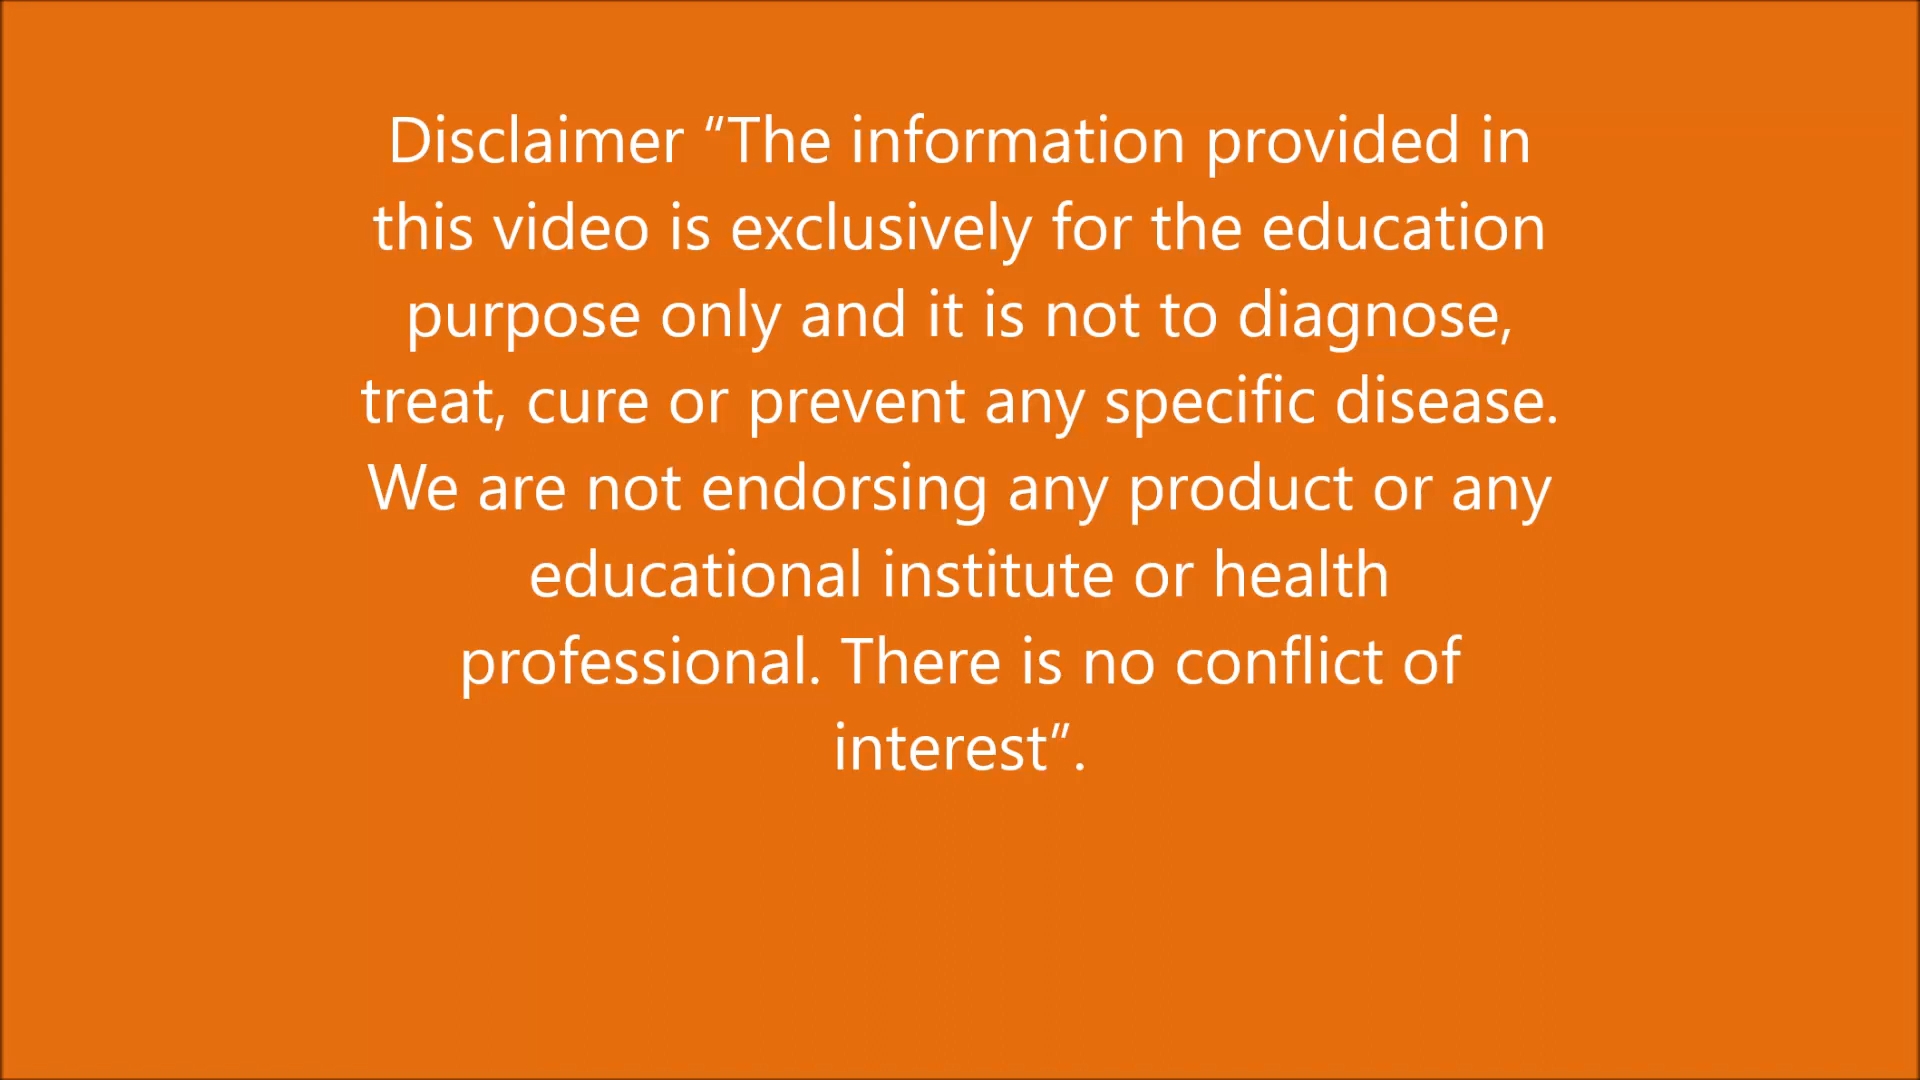 Disclaimer “The information provided in
this video is exclusively for the education
purpose only and it is not to diagnose,
treat, cure or prevent any specific disease.
We are not endorsing any product or any
educational institute or health
professional. There is no conflict of
interest”.